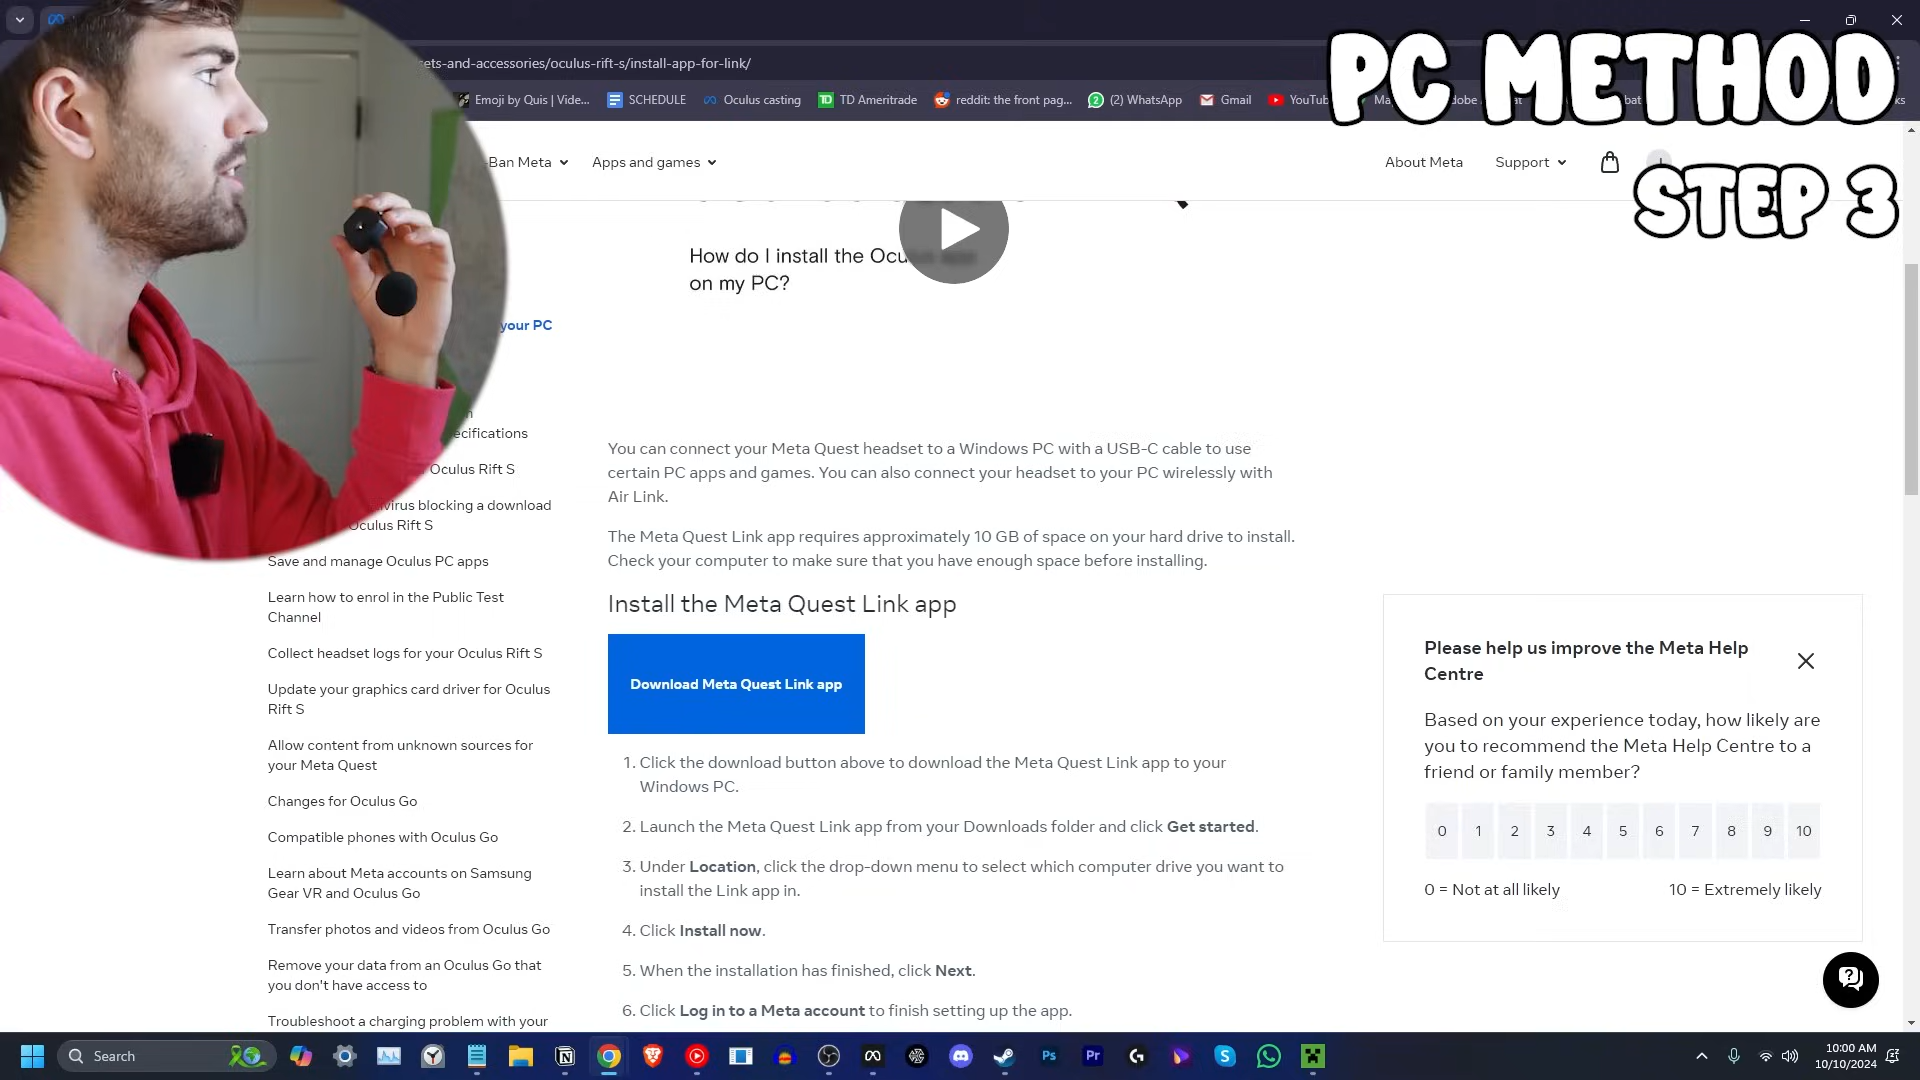 PC METHOD
STEP 3
sets-and-accessories/oculus-rift-s/install-app-for-link/
Emoji by Quis | Vide...
SCHEDULE
Oculus casting
TD Ameritrade
reddit: the front pag...
(2) WhatsApp
Gmail
-Ban Meta
Apps and games
About Meta
Support
How do I install the
on my PC?
your PC
ecifications
Oculus Rift S
ivirus blocking a download
Oculus Rift S
Save and manage Oculus PC apps
Learn how to enrol in the Public Test
Channel
Collect headset logs for your Oculus Rift S
Update your graphics card driver for Oculus
Rift S
Allow content from unknown sources for
your Meta Quest
Changes for Oculus Go
Compatible phones with Oculus Go
Learn about Meta accounts on Samsung
Gear VR and Oculus Go
Transfer photos and videos from Oculus Go
Remove your data from an Oculus Go that
you don't have access to
Troubleshoot a charging problem with your
You can connect your Meta Quest headset to a Windows PC with a USB-C cable to use
certain PC apps and games. You can also connect your headset to your PC wirelessly with
Air Link.
The Meta Quest Link app requires approximately 10 GB of space on your hard drive to install.
Check your computer to make sure that you have enough space before installing.
Install the Meta Quest Link app
Download Meta Quest Link app
1. Click the download button above to download the Meta Quest Link app to your
Windows PC.
2. Launch the Meta Quest Link app from your Downloads folder and click Get started.
3. Under Location, click the drop-down menu to select which computer drive you want to
install the Link app in.
4. Click Install now.
5. When the installation has finished, click Next.
6. Click Log in to a Meta account to finish setting up the app.
Please help us improve the Meta Help
Centre
Based on your experience today, how likely are
you to recommend the Meta Help Centre to a
friend or family member?
0 1 2 3 4 5 6 7 8 9 10
0 = Not at all likely
10 = Extremely likely
Search
10:00 AM
10/10/2024